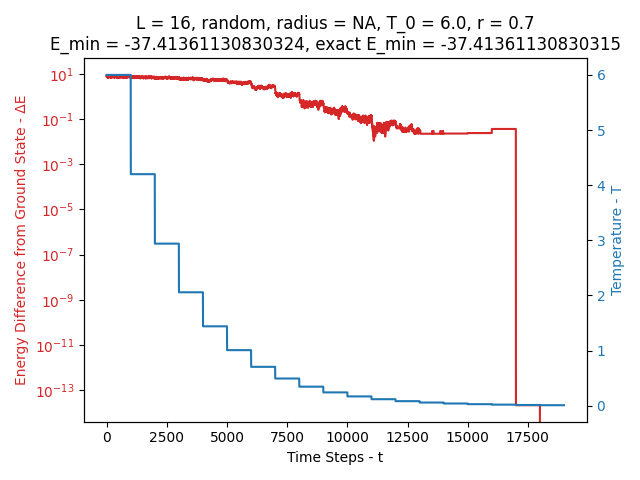 L = 16, random, radius = NA, T_0 = 6.0, r = 0.7
E_min = -37.41361130830324, exact E_min = -37.41361130830315
10¹
10⁻¹
10⁻³
10⁻⁵
10⁻⁷
10⁻⁹
10⁻¹¹
10⁻¹³
Energy Difference from Ground State - ΔE
6
5
4
3
2
1
0
Temperature - T
0 2500 5000 7500 10000 12500 15000 17500
Time Steps - t